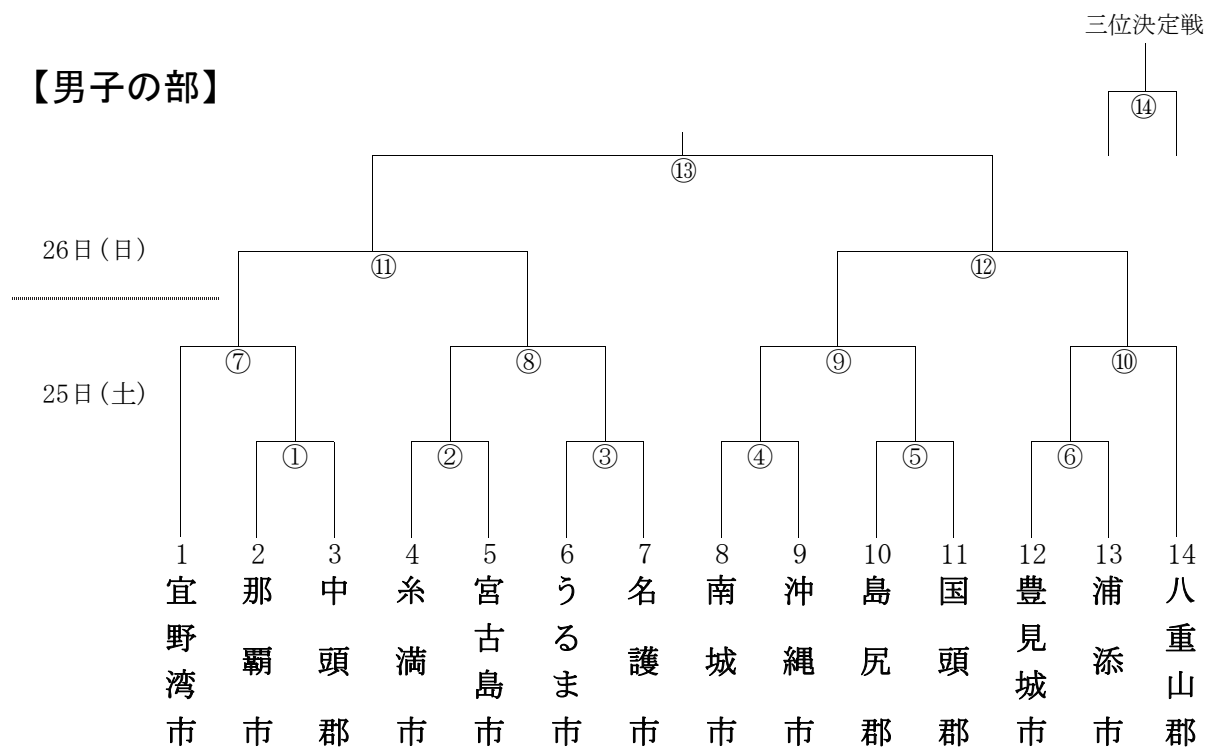 三位決定戦
【男子の部】
⑭
⑬
26日(日)
⑪
⑫
⑦
⑧
⑨
⑩
25日(土)
①
②
③
④
⑤
⑥
1
2
3
4
5
6
7
8
9
10
11
12
13
14
宜野湾市
那覇市
中頭郡
糸満市
宮古島市
うるま市
名護市
南城市
沖縄市
島尻郡
国頭郡
豊見城市
浦添市
八重山郡